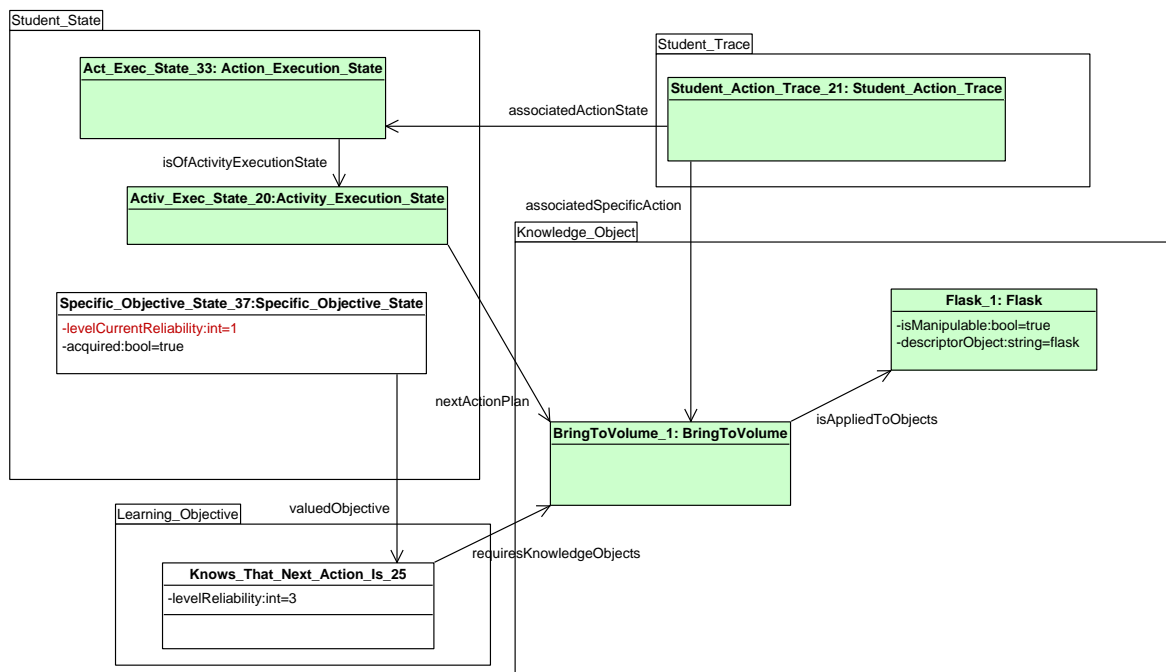 Student_State
Student_Trace
Act_Exec_State_33: Action_Execution_State
Student_Action_Trace_21: Student_Action_Trace
associatedActionState
isOfActivityExecutionState
Activ_Exec_State_20:Activity_Execution_State
associatedSpecificAction
Knowledge_Object
Specific_Objective_State_37:Specific_Objective_State
-levelCurrentReliability:int=1
-acquired:bool=true
Flask_1: Flask
-isManipulable:bool=true
-descriptorObject:string=flask
nextActionPlan
isAppliedToObjects
BringToVolume_1: BringToVolume
Learning_Objective
valuedObjective
requiresKnowledgeObjects
Knows_That_Next_Action_Is_25
-levelReliability:int=3